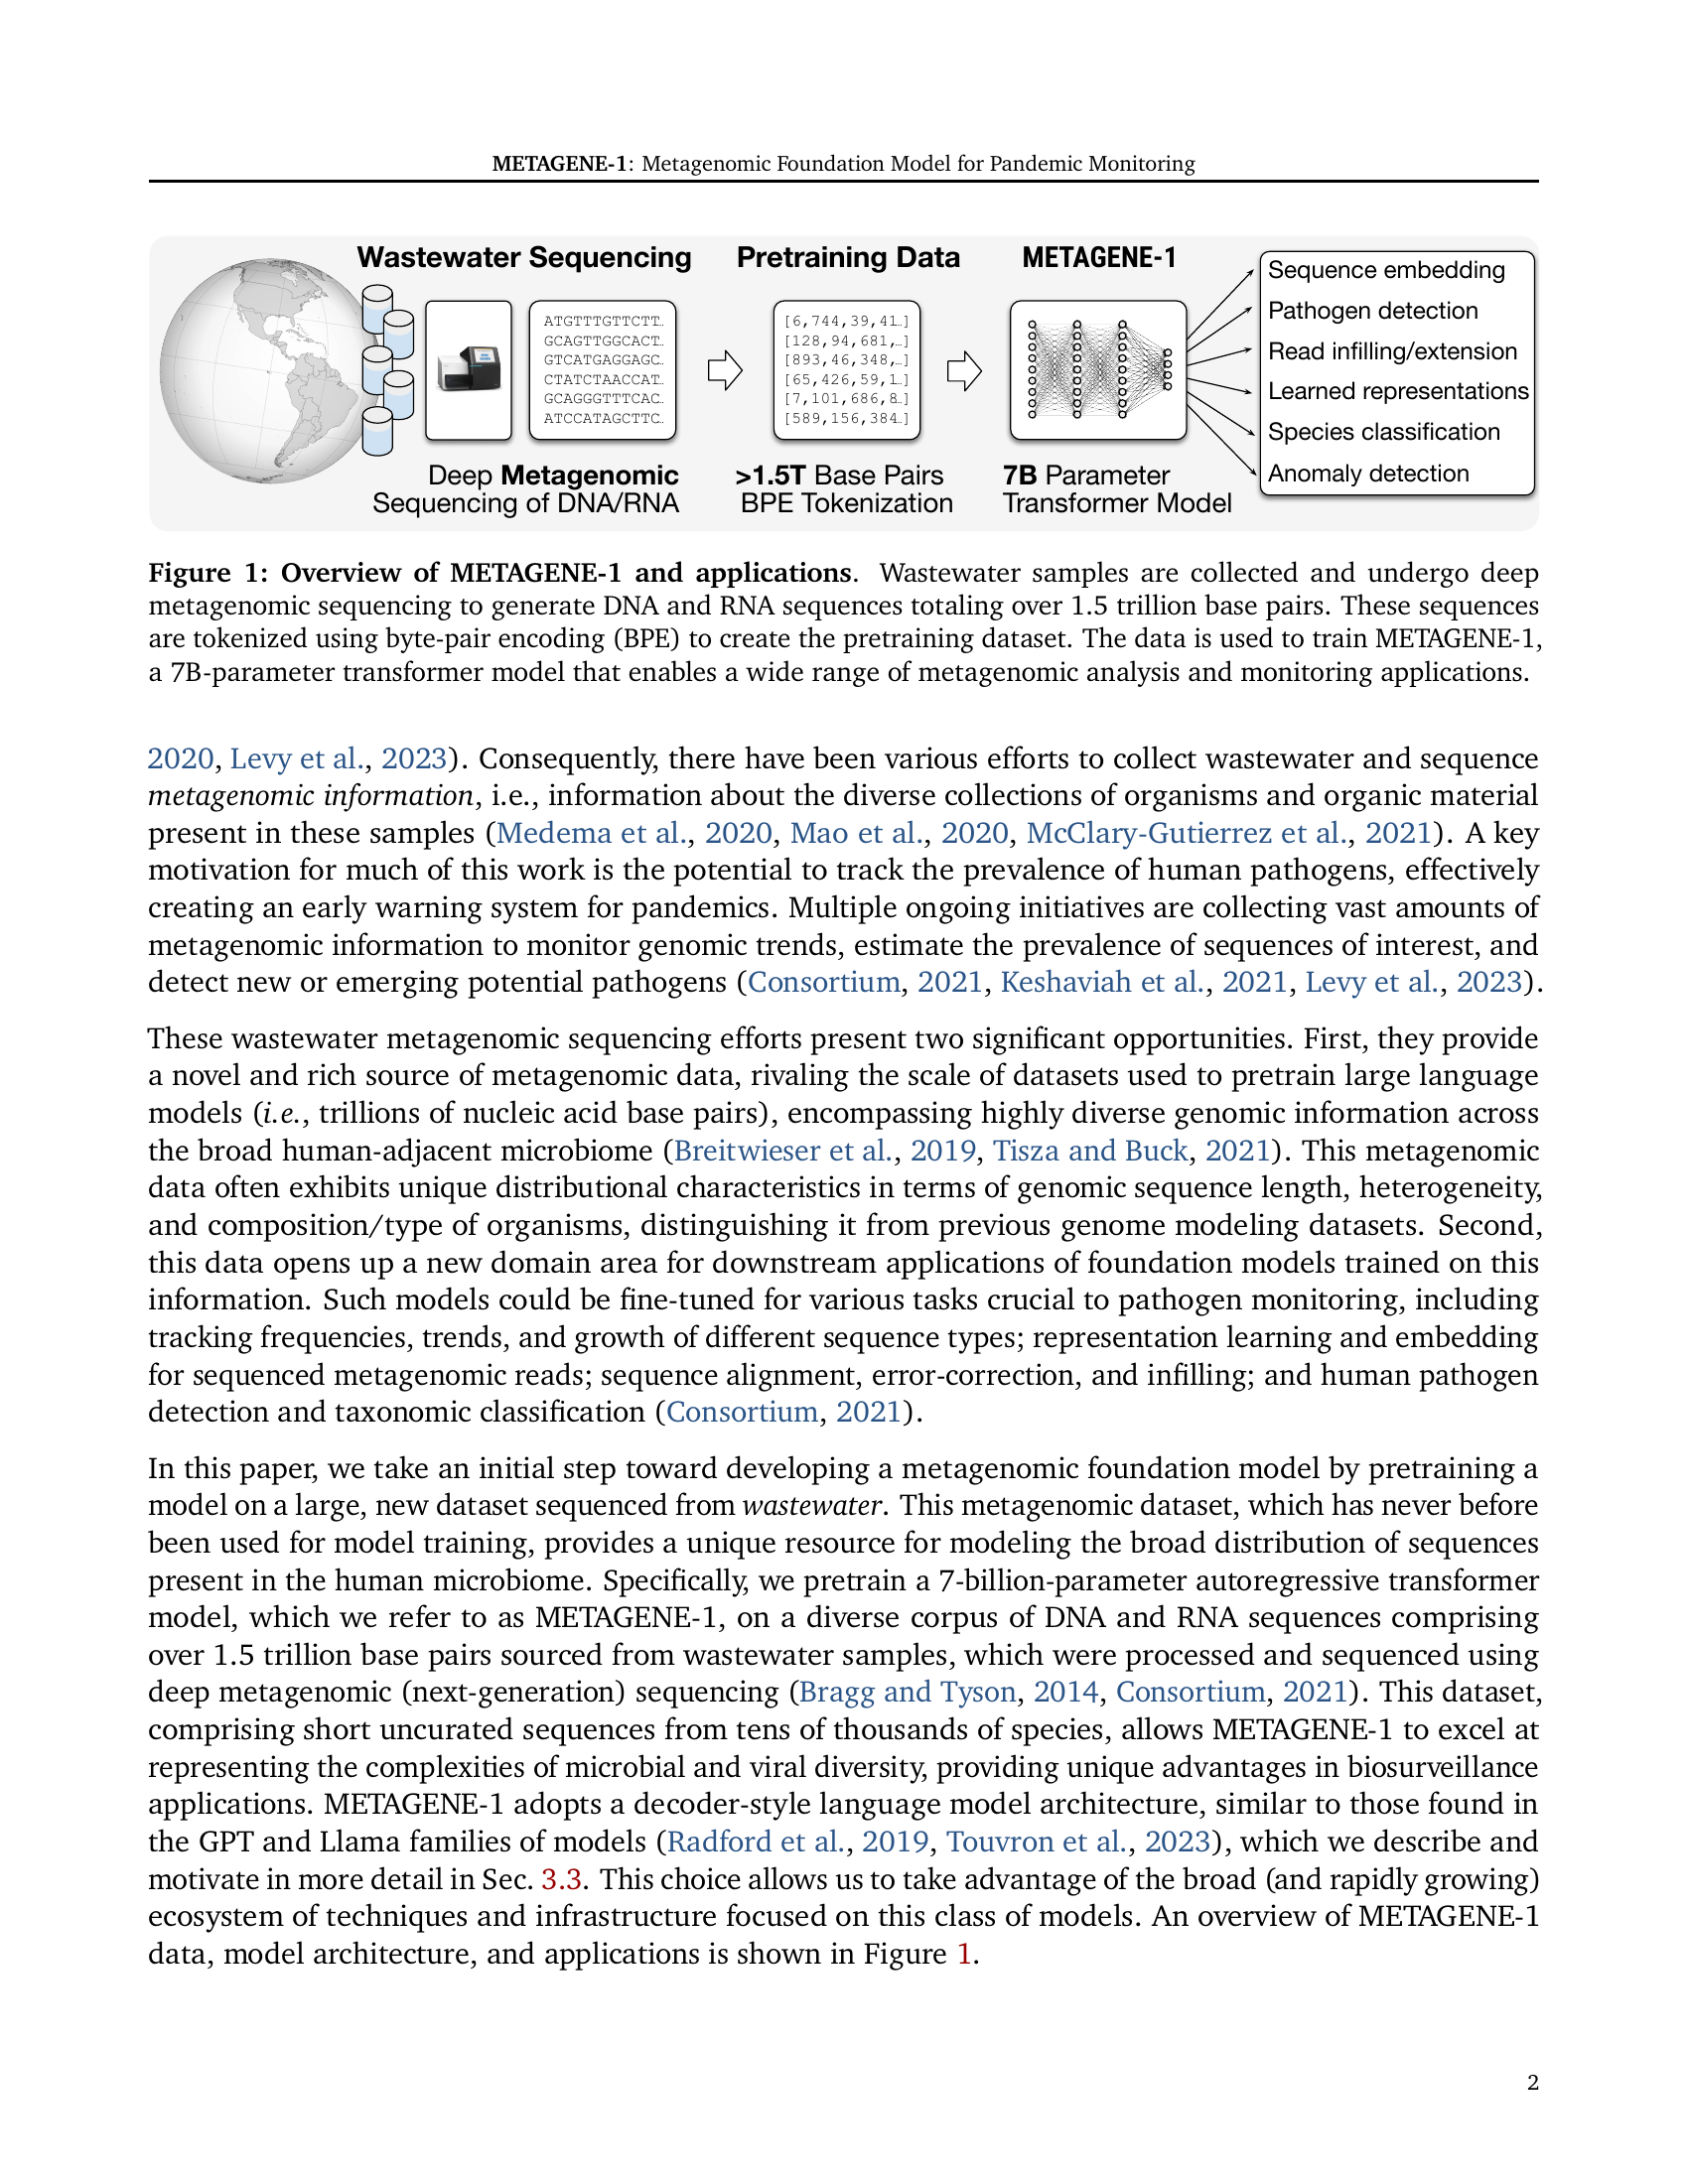 METAGENE-1: Metagenomic Foundation Model for Pandemic Monitoring
Wastewater Sequencing
Pretraining Data
METAGENE-1
ATGTTTGTTCTT…
GCAGTTGGCACT…
GTCATGAGGAGC…
CTATCTAACCAT…
GCAGGGTTTCAC…
ATCCATAGCTTC…
[6,744,39,41…]
[128,94,681,…]
[893,46,348,…]
[65,426,59,1…]
[7,101,686,8…]
[589,156,384…]
Sequence embedding
Pathogen detection
Read infilling/extension
Learned representations
Species classification
Anomaly detection
Deep Metagenomic
Sequencing of DNA/RNA
>1.5T Base Pairs
BPE Tokenization
7B Parameter
Transformer Model
Figure 1: Overview of METAGENE-1 and applications. Wastewater samples are collected and undergo deep
metagenomic sequencing to generate DNA and RNA sequences totaling over 1.5 trillion base pairs. These sequences
are tokenized using byte-pair encoding (BPE) to create the pretraining dataset. The data is used to train METAGENE-1,
a 7B-parameter transformer model that enables a wide range of metagenomic analysis and monitoring applications.
2020, Levy et al., 2023). Consequently, there have been various efforts to collect wastewater and sequence
metagenomic information, i.e., information about the diverse collections of organisms and organic material
present in these samples (Medema et al., 2020, Mao et al., 2020, McClary-Gutierrez et al., 2021). A key
motivation for much of this work is the potential to track the prevalence of human pathogens, effectively
creating an early warning system for pandemics. Multiple ongoing initiatives are collecting vast amounts of
metagenomic information to monitor genomic trends, estimate the prevalence of sequences of interest, and
detect new or emerging potential pathogens (Consortium, 2021, Keshaviah et al., 2021, Levy et al., 2023).
These wastewater metagenomic sequencing efforts present two significant opportunities. First, they provide
a novel and rich source of metagenomic data, rivaling the scale of datasets used to pretrain large language
models (i.e., trillions of nucleic acid base pairs), encompassing highly diverse genomic information across
the broad human-adjacent microbiome (Breitwieser et al., 2019, Tisza and Buck, 2021). This metagenomic
data often exhibits unique distributional characteristics in terms of genomic sequence length, heterogeneity,
and composition/type of organisms, distinguishing it from previous genome modeling datasets. Second,
this data opens up a new domain area for downstream applications of foundation models trained on this
information. Such models could be fine-tuned for various tasks crucial to pathogen monitoring, including
tracking frequencies, trends, and growth of different sequence types; representation learning and embedding
for sequenced metagenomic reads; sequence alignment, error-correction, and infilling; and human pathogen
detection and taxonomic classification (Consortium, 2021).
In this paper, we take an initial step toward developing a metagenomic foundation model by pretraining a
model on a large, new dataset sequenced from wastewater. This metagenomic dataset, which has never before
been used for model training, provides a unique resource for modeling the broad distribution of sequences
present in the human microbiome. Specifically, we pretrain a 7-billion-parameter autoregressive transformer
model, which we refer to as METAGENE-1, on a diverse corpus of DNA and RNA sequences comprising
over 1.5 trillion base pairs sourced from wastewater samples, which were processed and sequenced using
deep metagenomic (next-generation) sequencing (Bragg and Tyson, 2014, Consortium, 2021). This dataset,
comprising short uncurated sequences from tens of thousands of species, allows METAGENE-1 to excel at
representing the complexities of microbial and viral diversity, providing unique advantages in biosurveillance
applications. METAGENE-1 adopts a decoder-style language model architecture, similar to those found in
the GPT and Llama families of models (Radford et al., 2019, Touvron et al., 2023), which we describe and
motivate in more detail in Sec. 3.3. This choice allows us to take advantage of the broad (and rapidly growing)
ecosystem of techniques and infrastructure focused on this class of models. An overview of METAGENE-1
data, model architecture, and applications is shown in Figure 1.
2